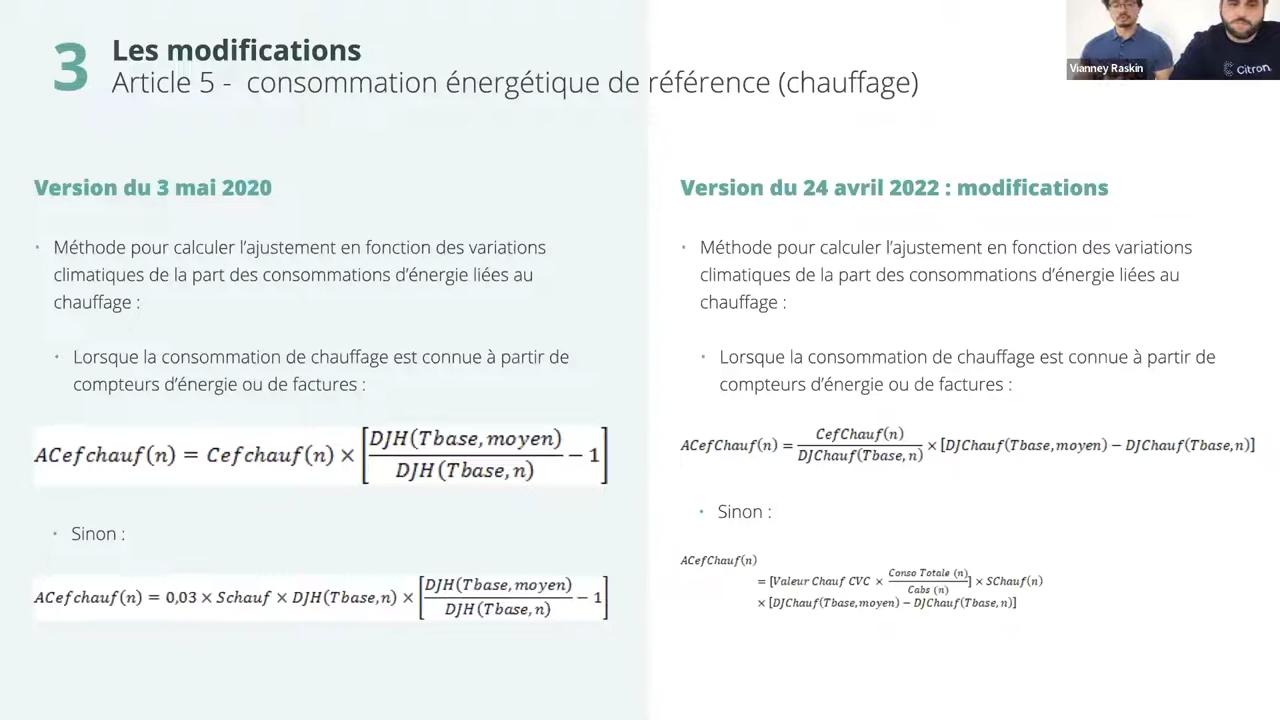 3
Les modifications
Article 5 - consommation énergétique de référence (chauffage)
Vianney Raskin
Citron
Version du 3 mai 2020
• Méthode pour calculer l'ajustement en fonction des variations
climatiques de la part des consommations d'énergie liées au
chauffage :
• Lorsque la consommation de chauffage est connue à partir de
compteurs d'énergie ou de factures :
ACefchauf(n) = Cefchauf(n) × [DJH(Tbase,moyen) / DJH(Tbase,n) − 1]
• Sinon :
ACefchauf(n) = 0,03 × Schauf × DJH(Tbase,n) × [DJH(Tbase,moyen) / DJH(Tbase,n) − 1]
Version du 24 avril 2022 : modifications
• Méthode pour calculer l'ajustement en fonction des variations
climatiques de la part des consommations d'énergie liées au
chauffage :
• Lorsque la consommation de chauffage est connue à partir de
compteurs d'énergie ou de factures :
ACefChauf(n) = CefChauf(n) / DJChauf(Tbase,n) × [DJChauf(Tbase,moyen) − DJChauf(Tbase,n)]
• Sinon :
ACefChauf(n)
= [Valeur Chauf CVC × Conso Totale (n) / Cabs (n)] × SChauf(n)
× [DJChauf(Tbase,moyen) − DJChauf(Tbase,n)]